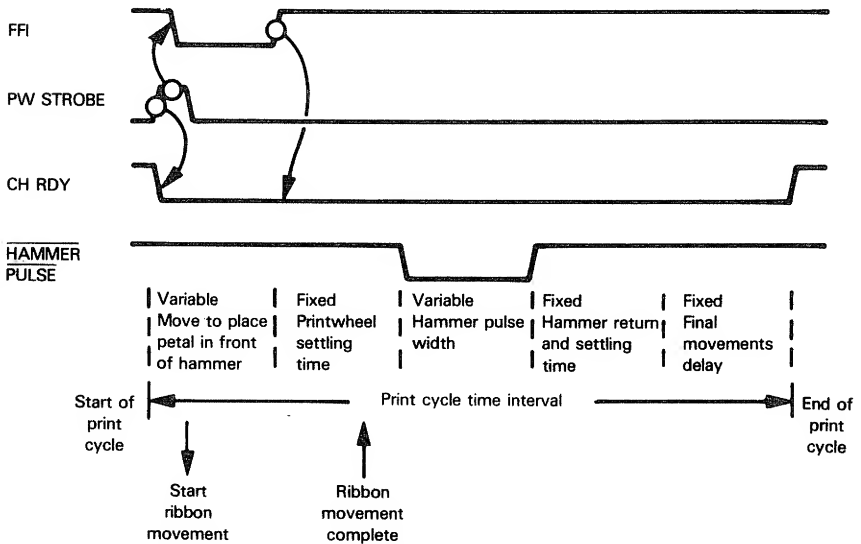 FFI
PW STROBE
CH RDY
HAMMER
PULSE
Variable
Move to place
petal in front
of hammer
Fixed
Printwheel
settling
time
Variable
Hammer pulse
width
Fixed
Hammer return
and settling
time
Fixed
Final
movements
delay
Start of
print
cycle
Print cycle time interval
End of
print
cycle
Start
ribbon
movement
Ribbon
movement
complete